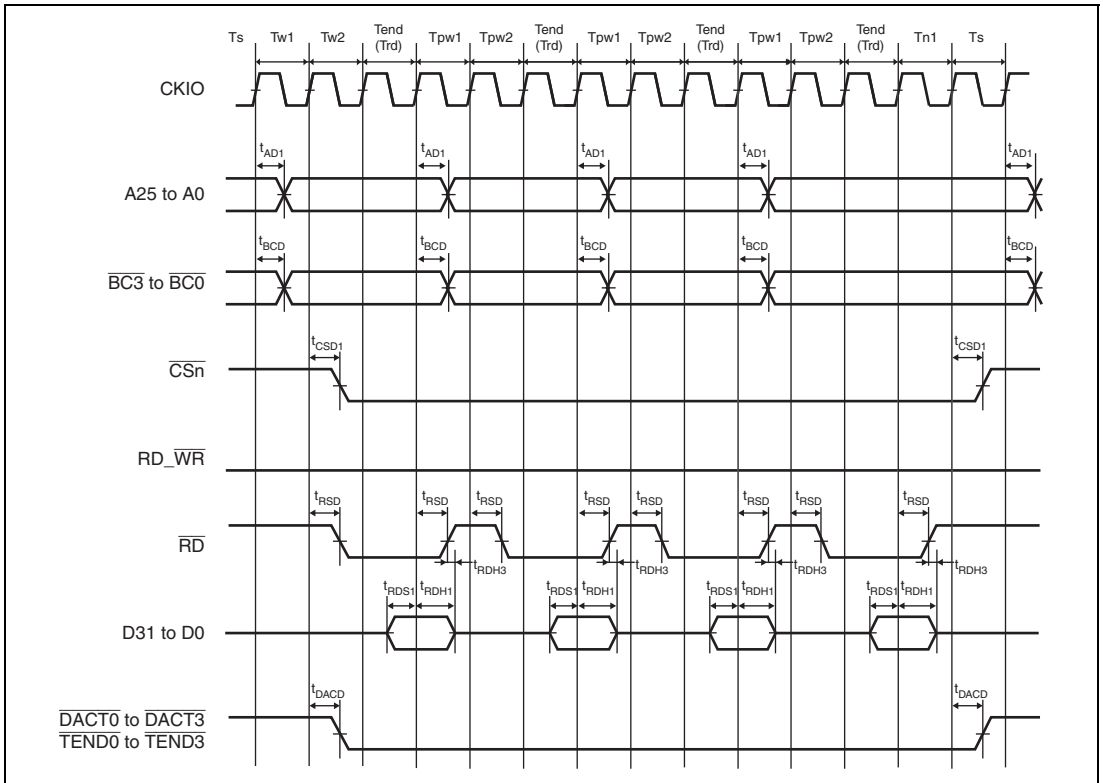 Ts Tw1 Tw2 Tend (Trd) Tpw1 Tpw2 Tend (Trd) Tpw1 Tpw2 Tend (Trd) Tpw1 Tpw2 Tend (Trd) Tn1 Ts
CKIO
tAD1 tAD1 tAD1 tAD1 tAD1
A25 to A0
tBCD tBCD tBCD tBCD tBCD
BC3 to BC0
tCSD1 tCSD1
CSn
RD_WR
tRSD tRSD tRSD tRSD tRSD tRSD tRSD tRSD
RD
tRDH3 tRDH3 tRDH3 tRDH3
tRDS1 tRDH1 tRDS1 tRDH1 tRDS1 tRDH1 tRDS1 tRDH1
D31 to D0
tDACD tDACD
DACT0 to DACT3
TEND0 to TEND3